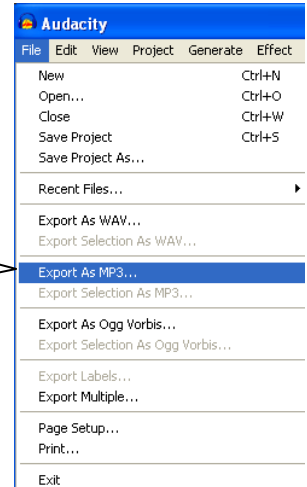 Audacity
File Edit View Project Generate Effect
New Ctrl+N
Open... Ctrl+O
Close Ctrl+W
Save Project Ctrl+S
Save Project As...
Recent Files...
Export As WAV...
Export Selection As WAV...
Export As MP3...
Export Selection As MP3...
Export As Ogg Vorbis...
Export Selection As Ogg Vorbis...
Export Labels...
Export Multiple...
Page Setup...
Print...
Exit